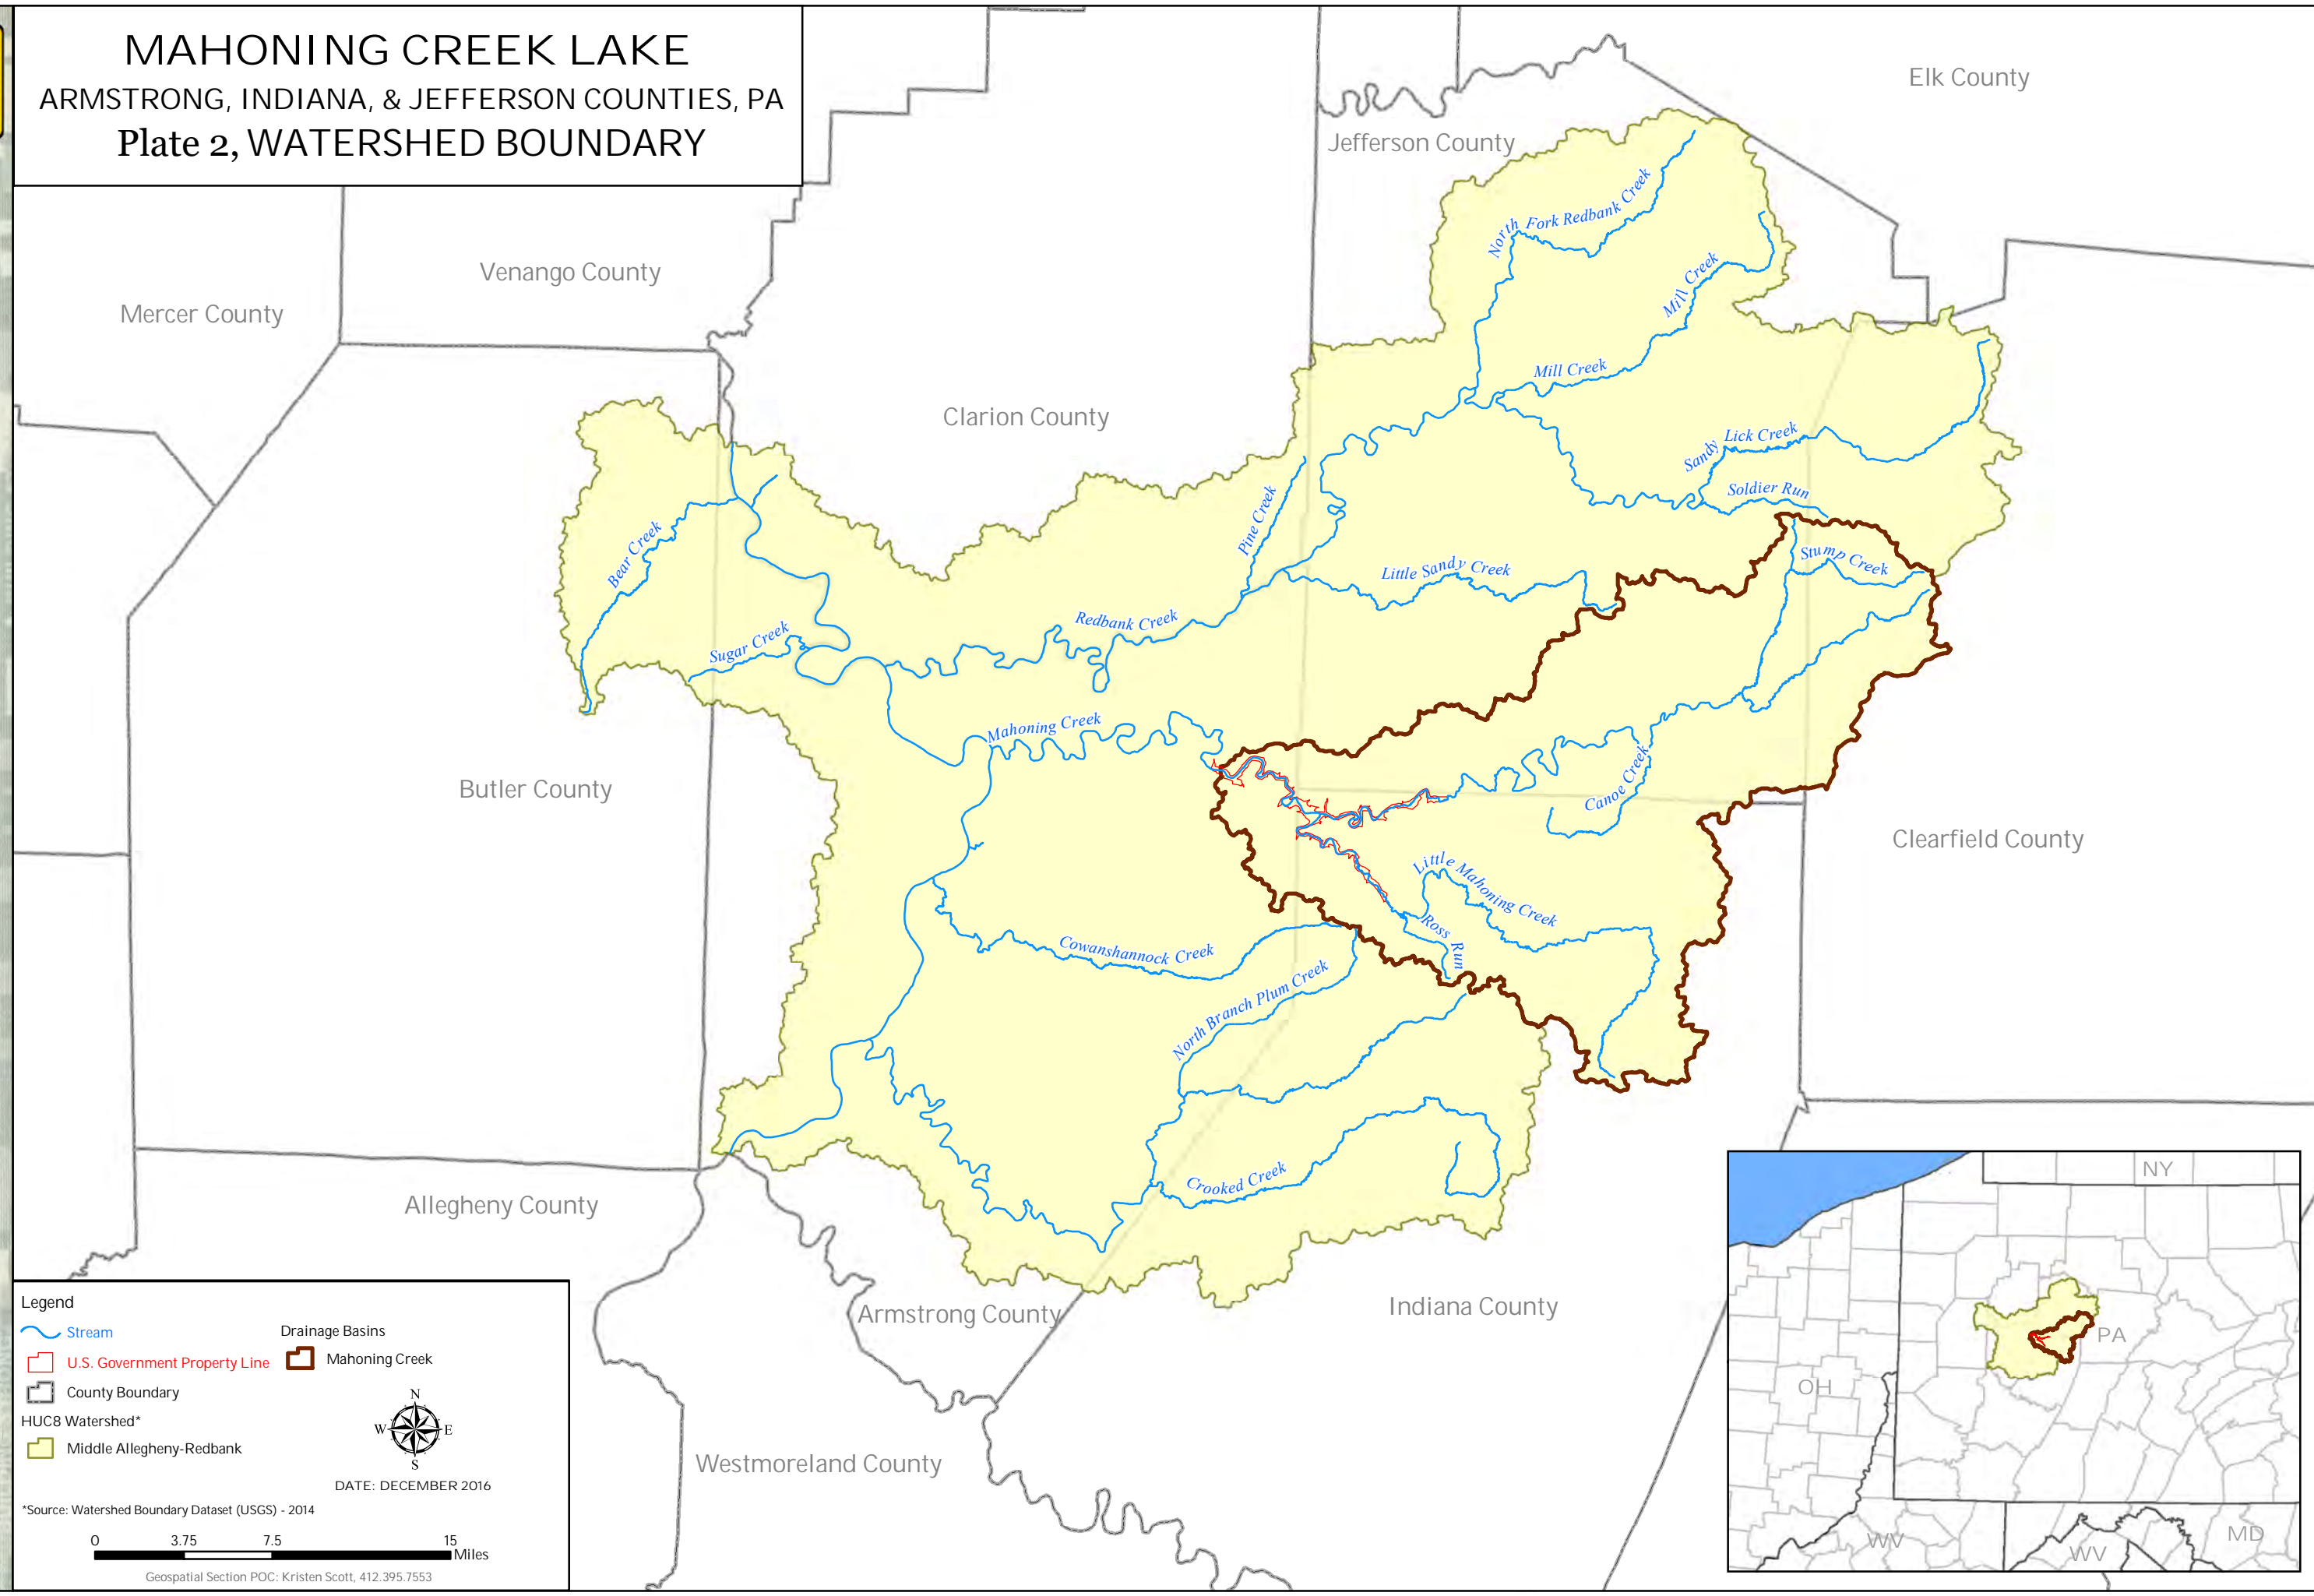 MAHONING CREEK LAKE
ARMSTRONG, INDIANA, & JEFFERSON COUNTIES, PA
Plate 2, WATERSHED BOUNDARY
Elk County
Jefferson County
North Fork Redbank Creek
Venango County
Mill Creek
Mercer County
Mill Creek
Clarion County
Sandy Lick Creek
Soldier Run
Pine Creek
Bear Creek
Stump Creek
Little Sandy Creek
Redbank Creek
Sugar Creek
Mahoning Creek
Canoe Creek
Butler County
Clearfield County
Little Mahoning Creek
Ross Run
Cowanshannock Creek
North Branch Plum Creek
Crooked Creek
Allegheny County
Armstrong County
Indiana County
Westmoreland County
NY
PA
OH
WV
WV
MD
Legend
Stream
U.S. Government Property Line
County Boundary
HUC8 Watershed*
Middle Allegheny-Redbank
Drainage Basins
Mahoning Creek
N
W
E
S
DATE: DECEMBER 2016
*Source: Watershed Boundary Dataset (USGS) - 2014
0 3.75 7.5 15
Miles
Geospatial Section POC: Kristen Scott, 412.395.7553